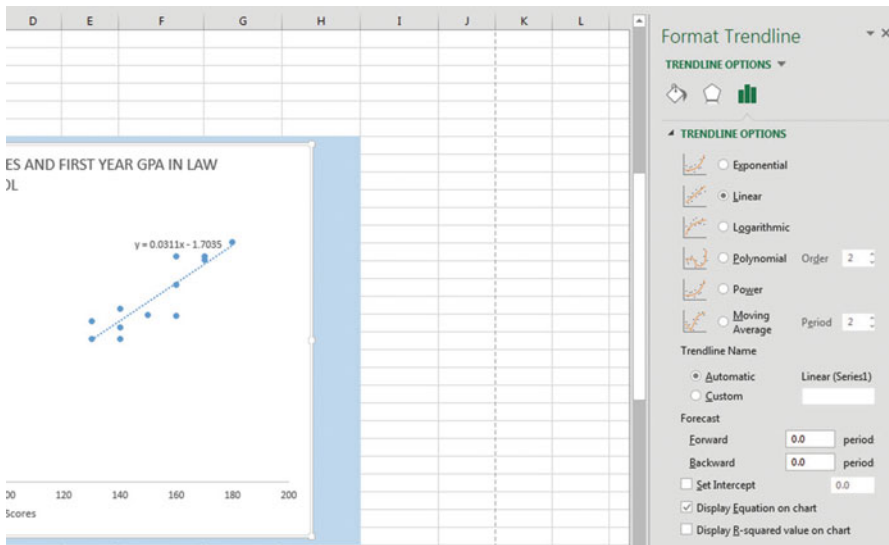 D E F G H I J K L
ES AND FIRST YEAR GPA IN LAW
OL
y = 0.0311x - 1.7035
00 120 140 160 180 200
Scores
Format Trendline
TRENDLINE OPTIONS
TRENDLINE OPTIONS
Exponential
Linear
Logarithmic
Polynomial Order 2
Power
Moving
Average Period 2
Trendline Name
Automatic Linear (Series1)
Custom
Forecast
Forward 0.0 period
Backward 0.0 period
Set Intercept 0.0
Display Equation on chart
Display R-squared value on chart